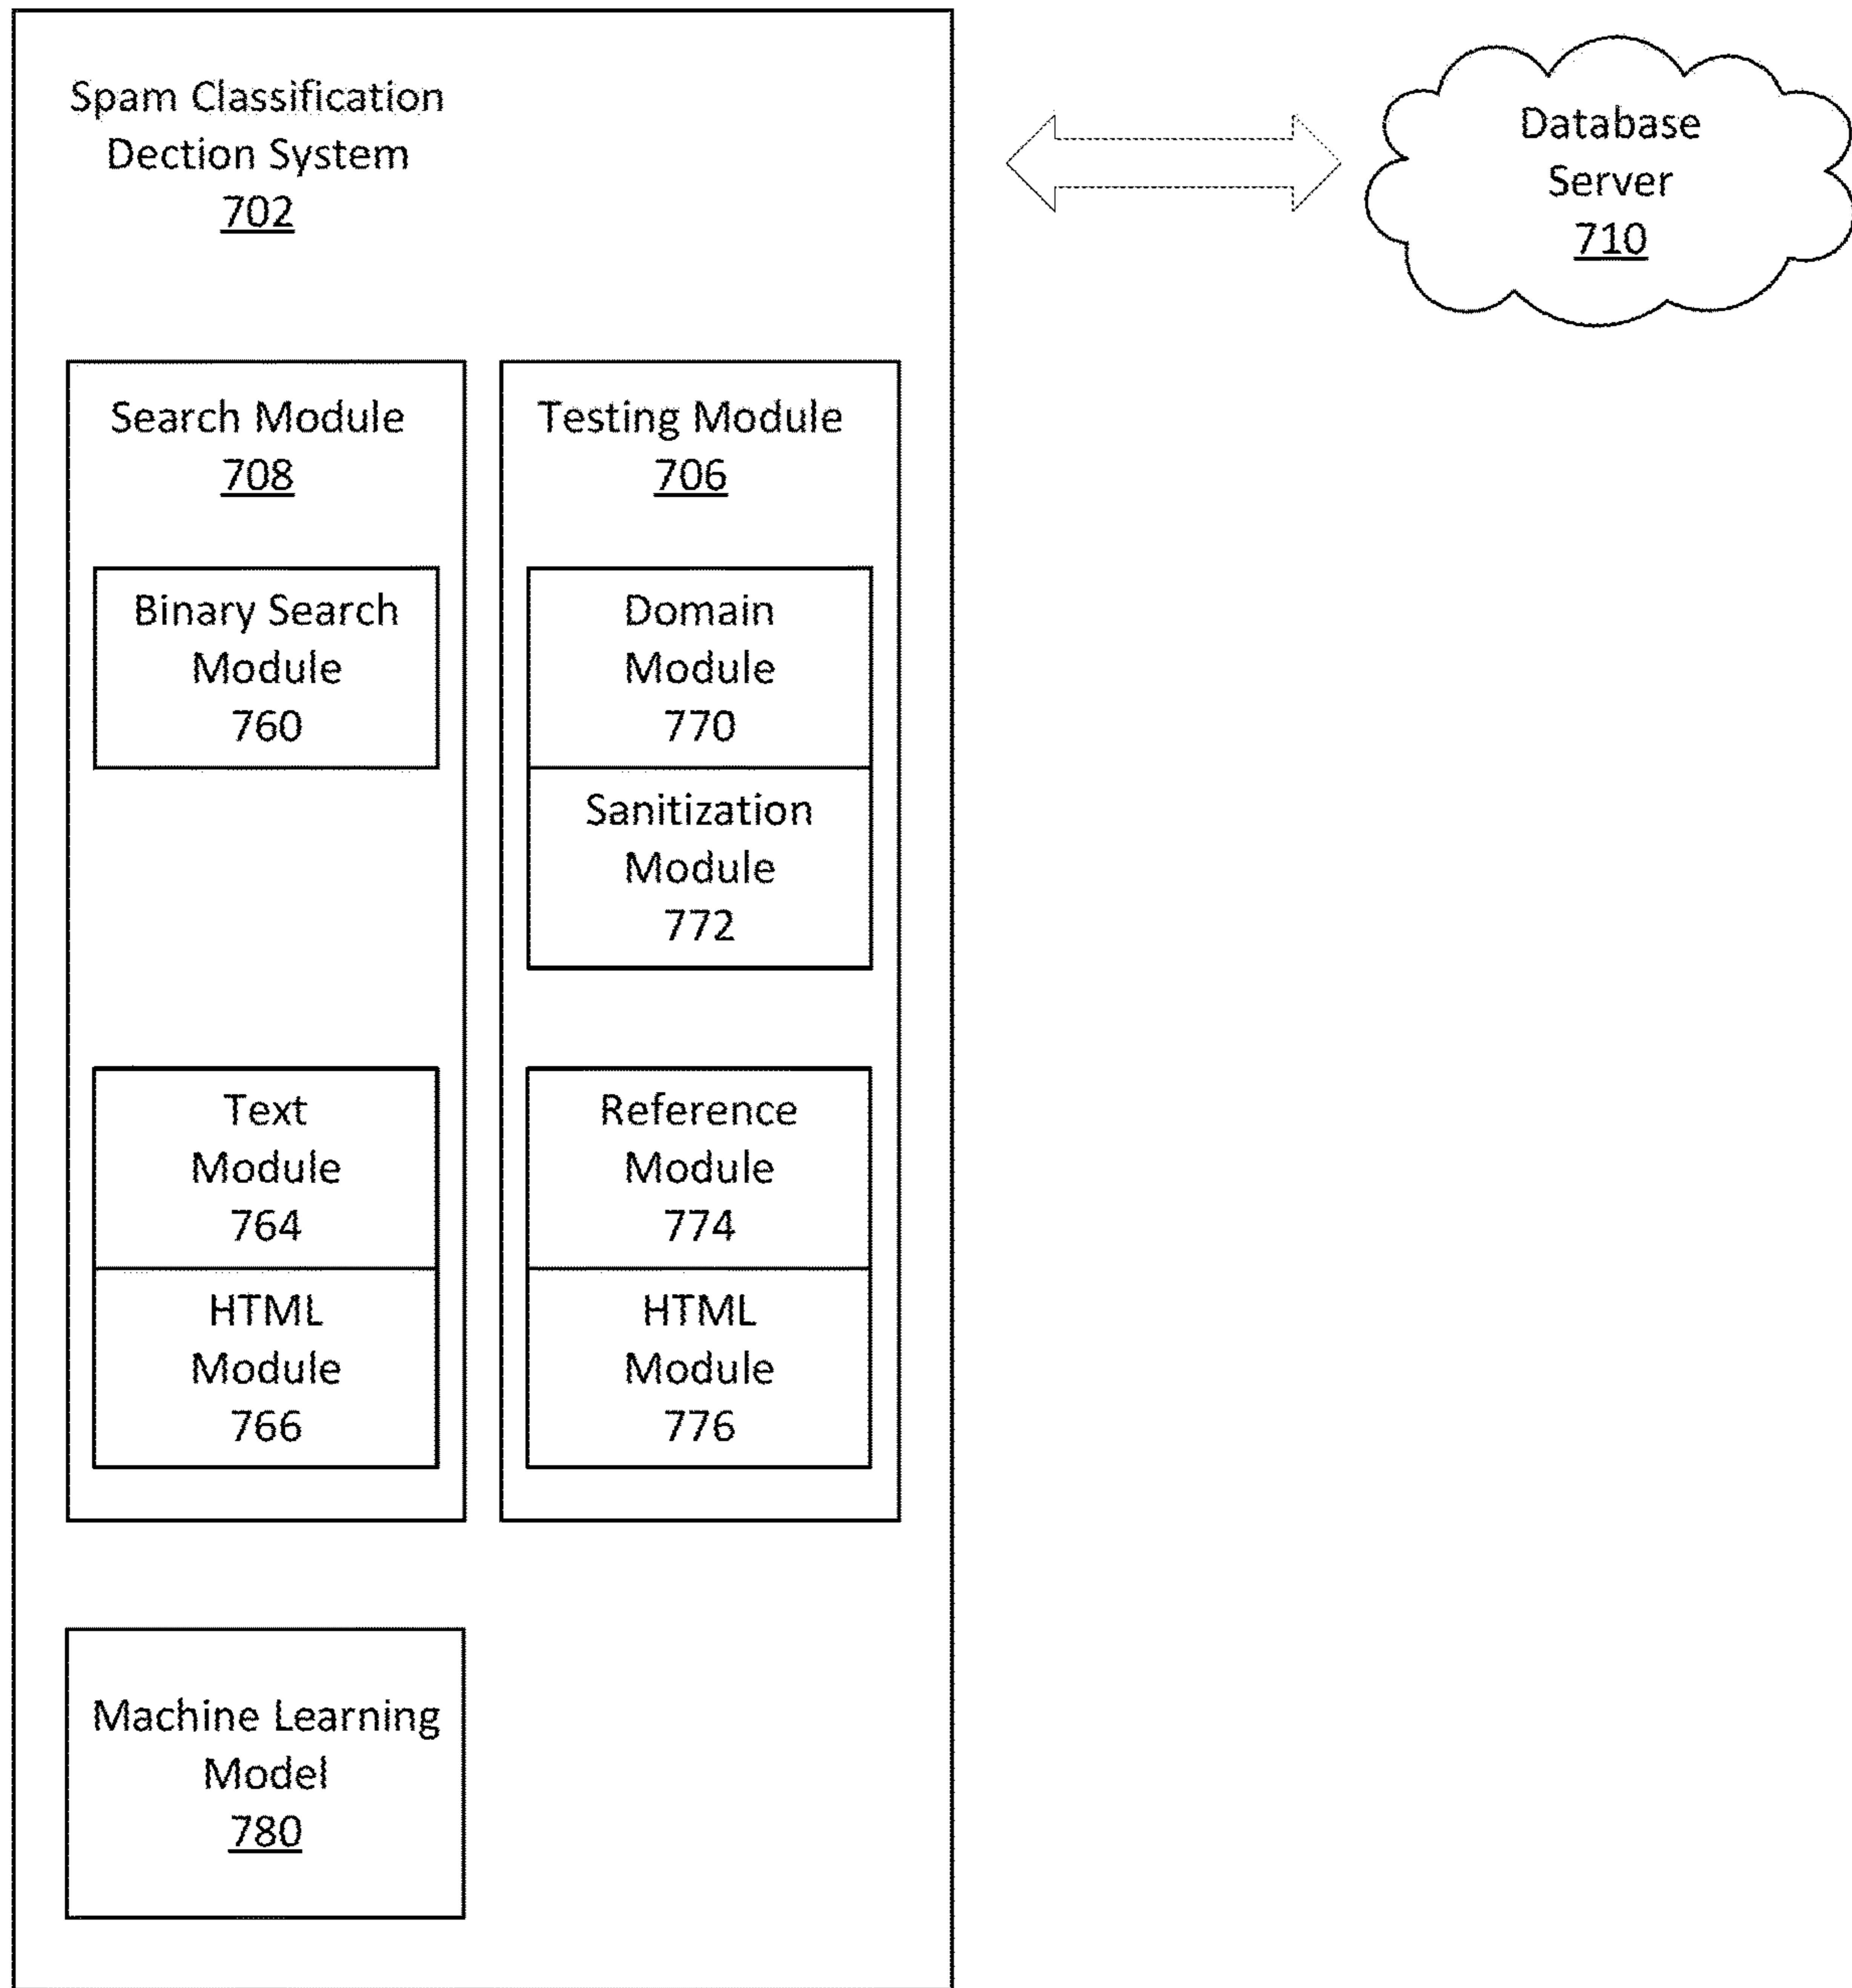 Spam Classification
Dection System
702
Database
Server
710
Search Module
708
Binary Search
Module
760
Text
Module
764
HTML
Module
766
Testing Module
706
Domain
Module
770
Sanitization
Module
772
Reference
Module
774
HTML
Module
776
Machine Learning
Model
780